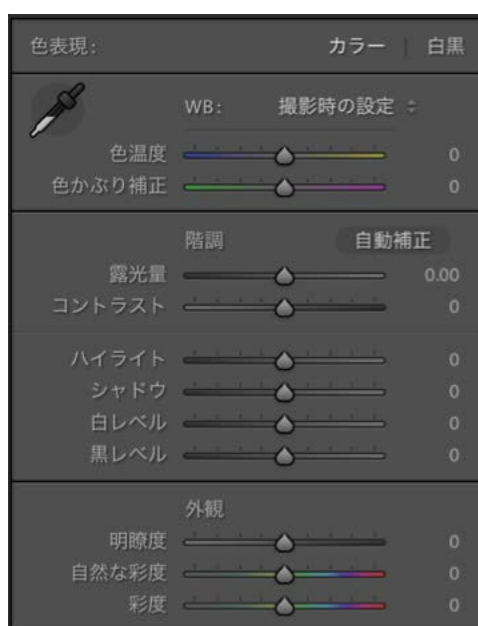 色表現: カラー 白黒
WB: 撮影時の設定
色温度 0
色かぶり補正 0
階調 自動補正
露光量 0.00
コントラスト 0
ハイライト 0
シャドウ 0
白レベル 0
黒レベル 0
外観
明瞭度 0
自然な彩度 0
彩度 0